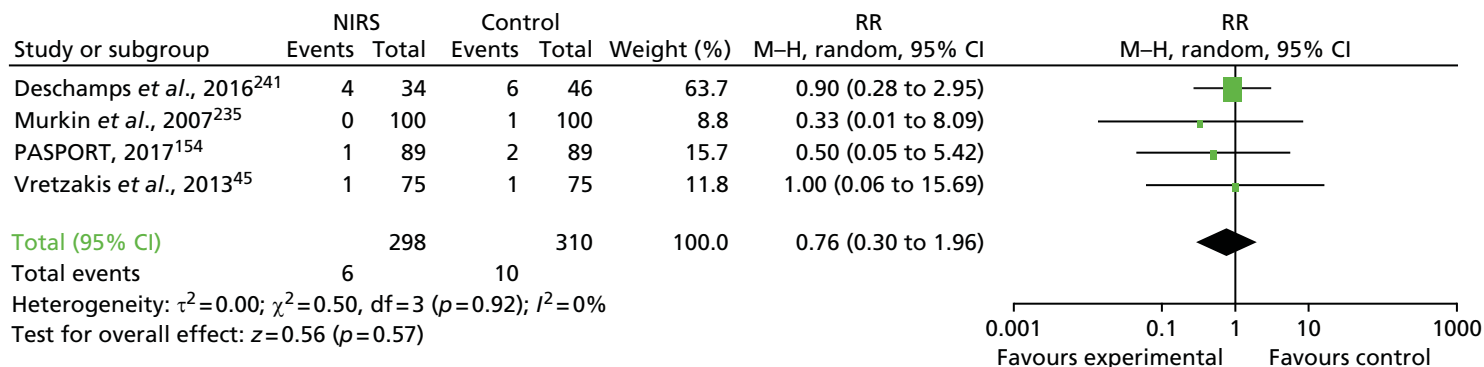 NIRS Control RR RR
Study or subgroup Events Total Events Total Weight (%) M–H, random, 95% CI M–H, random, 95% CI
Deschamps et al., 2016²⁴¹ 4 34 6 46 63.7 0.90 (0.28 to 2.95)
Murkin et al., 2007²³⁵ 0 100 1 100 8.8 0.33 (0.01 to 8.09)
PASPORT, 2017¹⁵⁴ 1 89 2 89 15.7 0.50 (0.05 to 5.42)
Vretzakis et al., 2013⁴⁵ 1 75 1 75 11.8 1.00 (0.06 to 15.69)
Total (95% CI) 298 310 100.0 0.76 (0.30 to 1.96)
Total events 6 10
Heterogeneity: τ²=0.00; χ²=0.50, df=3 (p=0.92); I²=0%
Test for overall effect: z=0.56 (p=0.57)
0.001 0.1 1 10 1000
Favours experimental Favours control